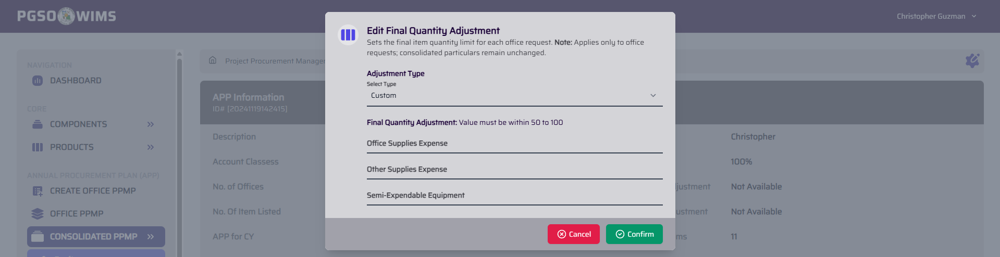 PGSO WIMS
Christopher Guzman
NAVIGATION
DASHBOARD
CORE
COMPONENTS
PRODUCTS
ANNUAL PROCUREMENT PLAN (APP)
CREATE OFFICE PPMP
OFFICE PPMP
CONSOLIDATED PPMP
Project Procurement Manage
APP Information
ID# [20241119142415]
Description
Christopher
Account Classess
100%
No. of Offices
djustment
Not Available
No. Of Item Listed
ustment
Not Available
APP for CY
ms
11
Edit Final Quantity Adjustment
Sets the final item quantity limit for each office request. Note: Applies only to office
requests; consolidated particulars remain unchanged.
Adjustment Type
Select Type
Custom
Final Quantity Adjustment: Value must be within 50 to 100
Office Supplies Expense
Other Supplies Expense
Semi-Expendable Equipment
Cancel
Confirm